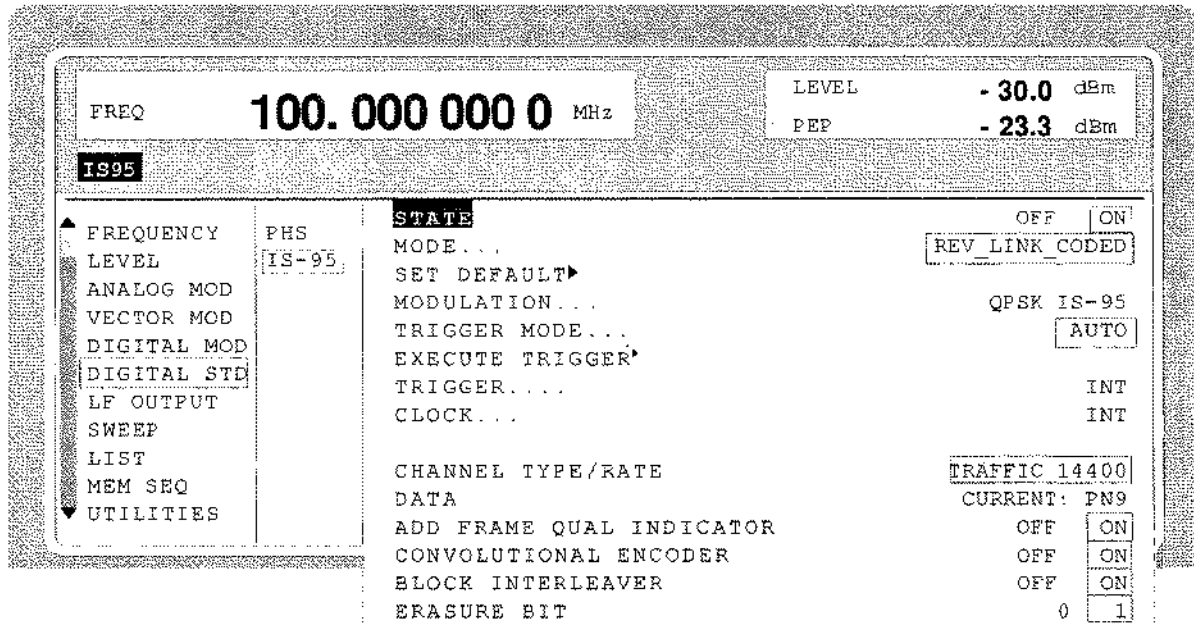 FREQ 100. 000 000 0 MHz
LEVEL - 30.0 dBm
PEP - 23.3 dBm
IS95
FREQUENCY
LEVEL
ANALOG MOD
VECTOR MOD
DIGITAL MOD
DIGITAL STD
LF OUTPUT
SWEEP
LIST
MEM SEQ
UTILITIES
PHS
IS-95
STATE OFF ON
MODE... REV_LINK_CODED
SET DEFAULT▶
MODULATION... QPSK IS-95
TRIGGER MODE... AUTO
EXECUTE TRIGGER▶
TRIGGER.... INT
CLOCK... INT
CHANNEL TYPE/RATE TRAFFIC 14400
DATA CURRENT: PN9
ADD FRAME QUAL INDICATOR OFF ON
CONVOLUTIONAL ENCODER OFF ON
BLOCK INTERLEAVER OFF ON
ERASURE BIT 0 1